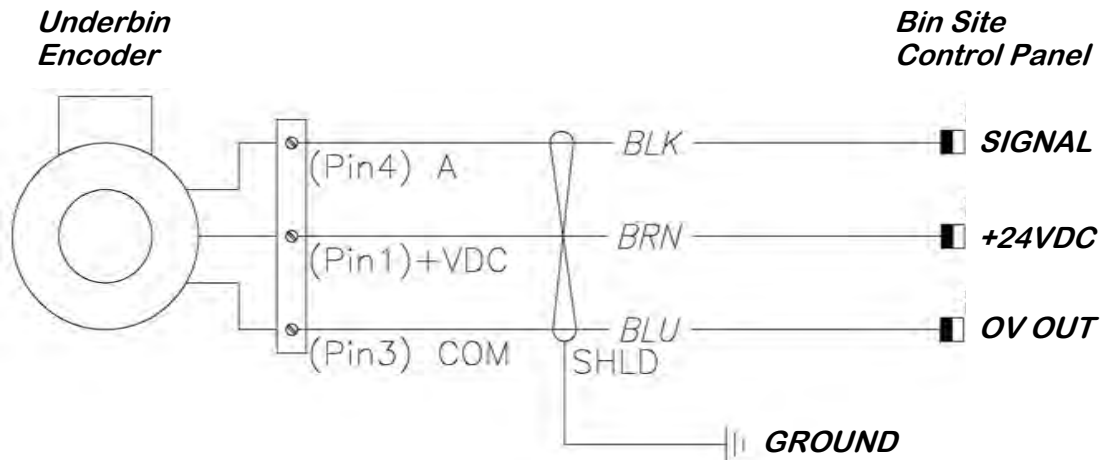 Underbin
Encoder
Bin Site
Control Panel
(Pin4) A
BLK
SIGNAL
(Pin1)+VDC
BRN
+24VDC
(Pin3) COM
BLU
OV OUT
SHLD
GROUND